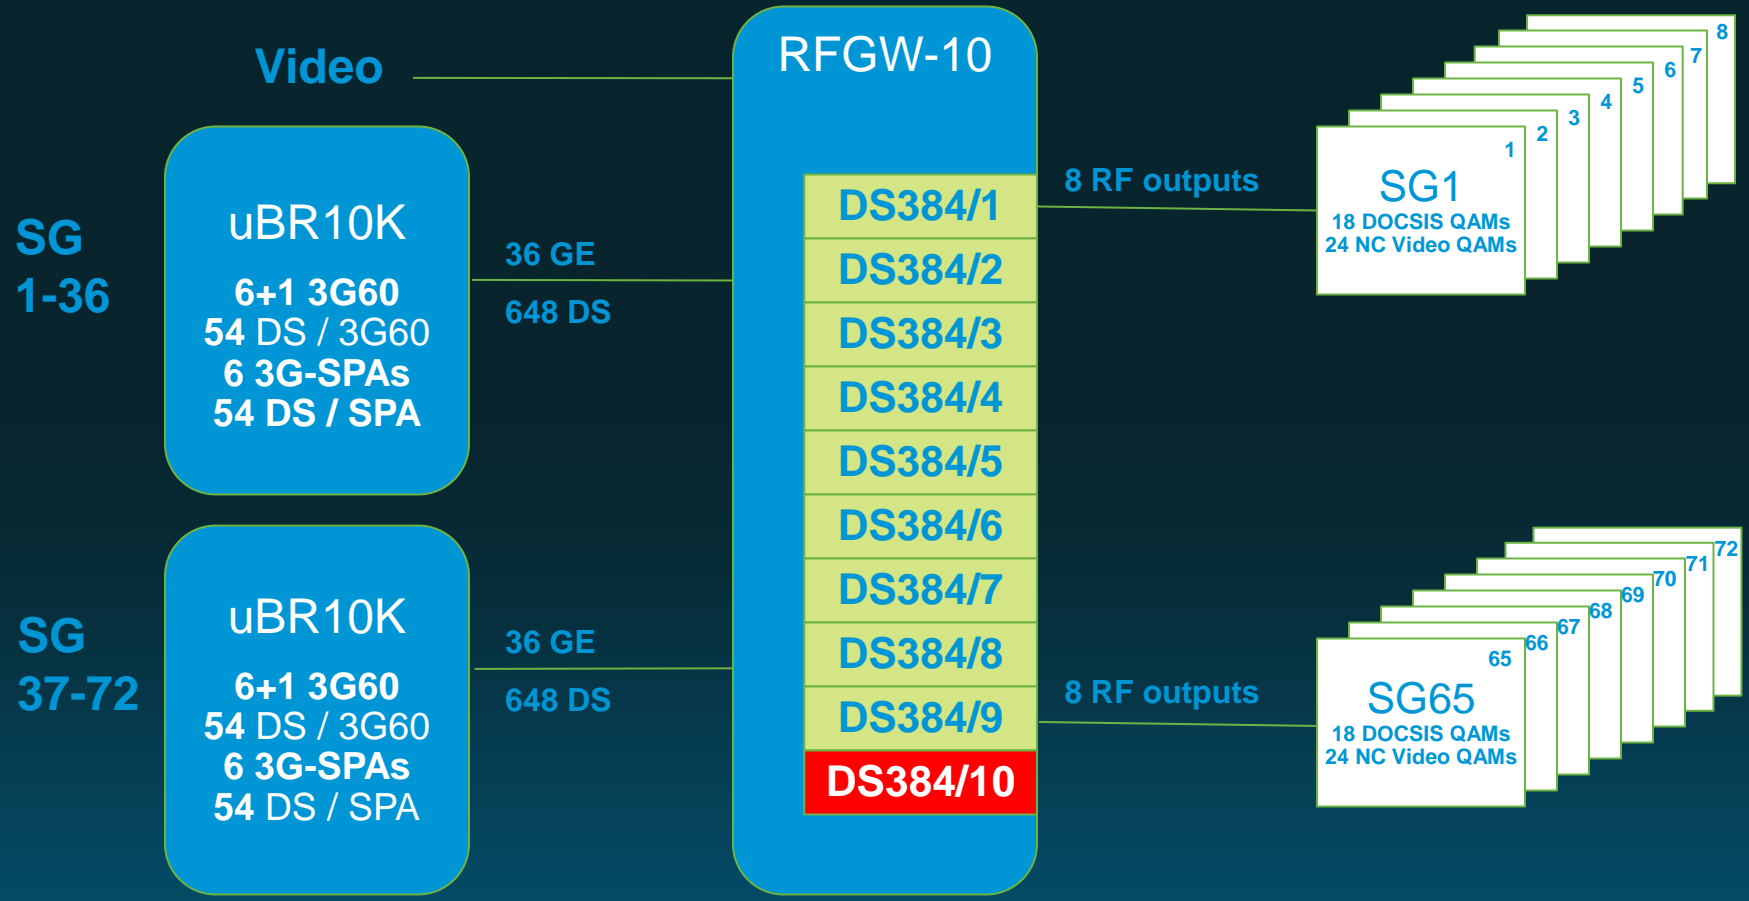 Video
SG
1-36
uBR10K
6+1 3G60
54 DS / 3G60
6 3G-SPAs
54 DS / SPA
36 GE
648 DS
SG
37-72
uBR10K
6+1 3G60
54 DS / 3G60
6 3G-SPAs
54 DS / SPA
36 GE
648 DS
RFGW-10
DS384/1
DS384/2
DS384/3
DS384/4
DS384/5
DS384/6
DS384/7
DS384/8
DS384/9
DS384/10
8 RF outputs
1
2
3
4
5
6
7
8
SG1
18 DOCSIS QAMs
24 NC Video QAMs
8 RF outputs
65
66
67
68
69
70
71
72
SG65
18 DOCSIS QAMs
24 NC Video QAMs